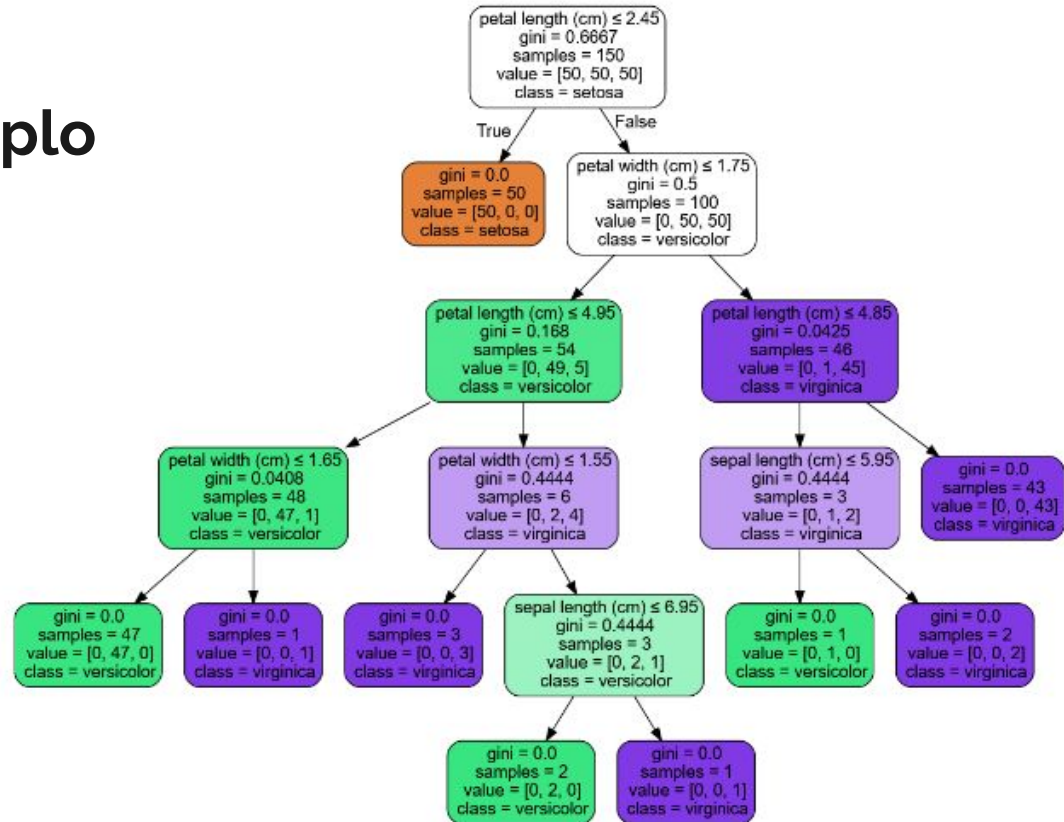 plo
petal length (cm) ≤ 2.45
gini = 0.6667
samples = 150
value = [50, 50, 50]
class = setosa
True
False
gini = 0.0
samples = 50
value = [50, 0, 0]
class = setosa
petal width (cm) ≤ 1.75
gini = 0.5
samples = 100
value = [0, 50, 50]
class = versicolor
petal length (cm) ≤ 4.95
gini = 0.168
samples = 54
value = [0, 49, 5]
class = versicolor
petal length (cm) ≤ 4.85
gini = 0.0425
samples = 46
value = [0, 1, 45]
class = virginica
petal width (cm) ≤ 1.65
gini = 0.0408
samples = 48
value = [0, 47, 1]
class = versicolor
petal width (cm) ≤ 1.55
gini = 0.4444
samples = 6
value = [0, 2, 4]
class = virginica
sepal length (cm) ≤ 5.95
gini = 0.4444
samples = 3
value = [0, 1, 2]
class = virginica
gini = 0.0
samples = 43
value = [0, 0, 43]
class = virginica
gini = 0.0
samples = 47
value = [0, 47, 0]
class = versicolor
gini = 0.0
samples = 1
value = [0, 0, 1]
class = virginica
gini = 0.0
samples = 3
value = [0, 0, 3]
class = virginica
sepal length (cm) ≤ 6.95
gini = 0.4444
samples = 3
value = [0, 2, 1]
class = versicolor
gini = 0.0
samples = 1
value = [0, 1, 0]
class = versicolor
gini = 0.0
samples = 2
value = [0, 0, 2]
class = virginica
gini = 0.0
samples = 2
value = [0, 2, 0]
class = versicolor
gini = 0.0
samples = 1
value = [0, 0, 1]
class = virginica